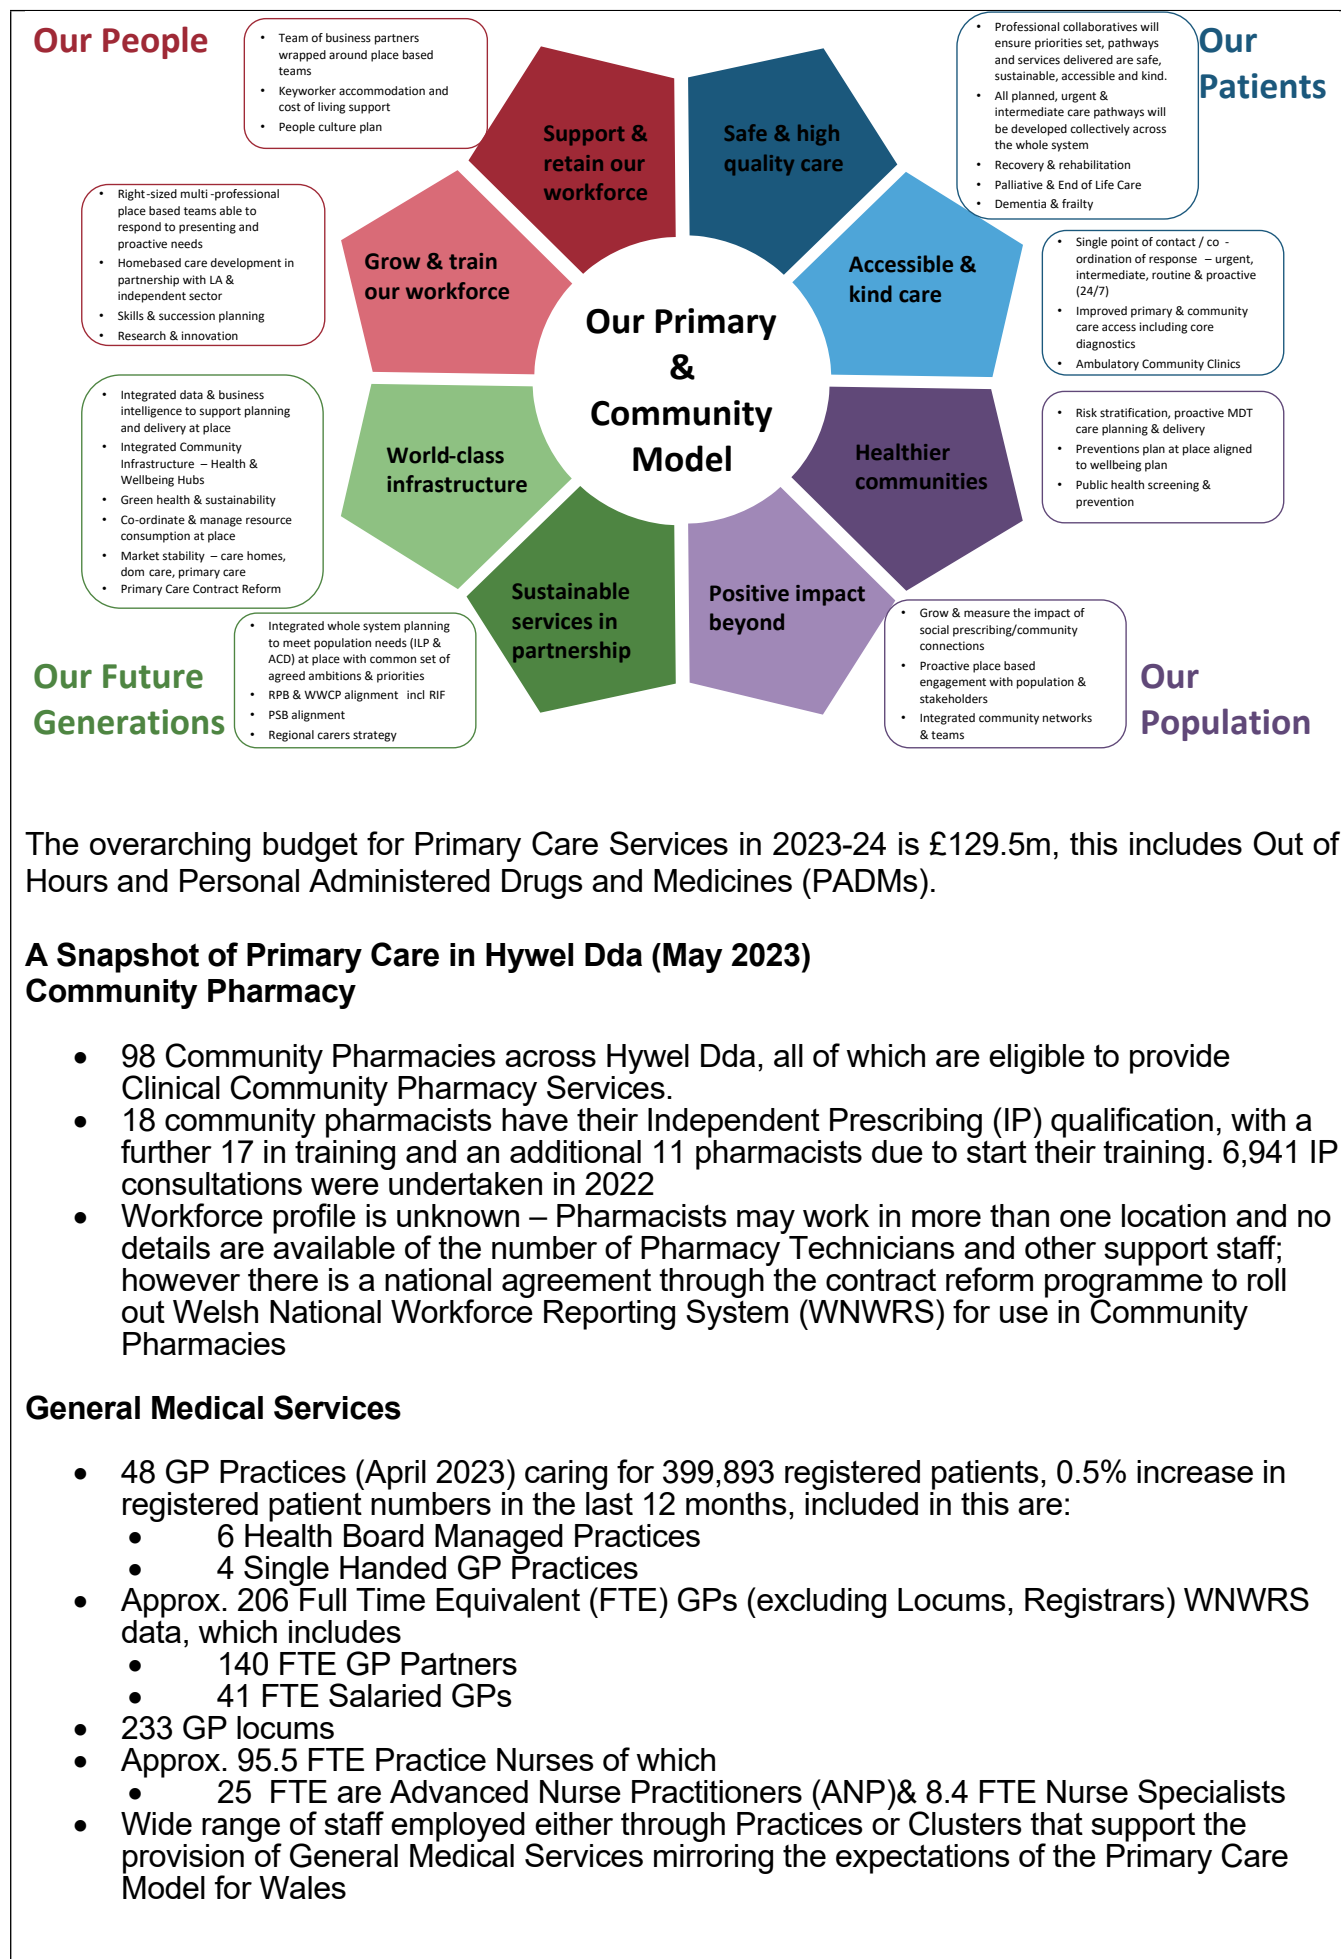 Our People
• Team of business partners
wrapped around place based
teams
• Keyworker accommodation and
cost of living support
• People culture plan
Support &
retain our
workforce
Safe & high
quality care
• Professional collaboratives will
ensure priorities set, pathways
and services delivered are safe,
sustainable, accessible and kind.
• All planned, urgent &
intermediate care pathways will
be developed collectively across
the whole system
• Recovery & rehabilitation
• Palliative & End of Life Care
• Dementia & frailty
Our
Patients
• Right-sized multi -professional
place based teams able to
respond to presenting and
proactive needs
• Homebased care development in
partnership with LA &
independent sector
• Skills & succession planning
• Research & innovation
Grow & train
our workforce
Accessible &
kind care
• Single point of contact / co -
ordination of response – urgent,
intermediate, routine & proactive
(24/7)
• Improved primary & community
care access including core
diagnostics
• Ambulatory Community Clinics
Our Primary
&
Community
Model
• Integrated data & business
intelligence to support planning
and delivery at place
• Integrated Community
Infrastructure – Health &
Wellbeing Hubs
• Green health & sustainability
• Co-ordinate & manage resource
consumption at place
• Market stability – care homes,
dom care, primary care
• Primary Care Contract Reform
World-class
infrastructure
Healthier
communities
• Risk stratification, proactive MDT
care planning & delivery
• Preventions plan at place aligned
to wellbeing plan
• Public health screening &
prevention
Sustainable
services in
partnership
Positive impact
beyond
Our Future
Generations
• Integrated whole system planning
to meet population needs (ILP &
ACD) at place with common set of
agreed ambitions & priorities
• RPB & WWCP alignment incl RIF
• PSB alignment
• Regional carers strategy
• Grow & measure the impact of
social prescribing/community
connections
• Proactive place based
engagement with population &
stakeholders
• Integrated community networks
& teams
Our
Population
The overarching budget for Primary Care Services in 2023-24 is £129.5m, this includes Out of
Hours and Personal Administered Drugs and Medicines (PADMs).
A Snapshot of Primary Care in Hywel Dda (May 2023)
Community Pharmacy
• 98 Community Pharmacies across Hywel Dda, all of which are eligible to provide
Clinical Community Pharmacy Services.
• 18 community pharmacists have their Independent Prescribing (IP) qualification, with a
further 17 in training and an additional 11 pharmacists due to start their training. 6,941 IP
consultations were undertaken in 2022
• Workforce profile is unknown – Pharmacists may work in more than one location and no
details are available of the number of Pharmacy Technicians and other support staff;
however there is a national agreement through the contract reform programme to roll
out Welsh National Workforce Reporting System (WNWRS) for use in Community
Pharmacies
General Medical Services
• 48 GP Practices (April 2023) caring for 399,893 registered patients, 0.5% increase in
registered patient numbers in the last 12 months, included in this are:
• 6 Health Board Managed Practices
• 4 Single Handed GP Practices
• Approx. 206 Full Time Equivalent (FTE) GPs (excluding Locums, Registrars) WNWRS
data, which includes
• 140 FTE GP Partners
• 41 FTE Salaried GPs
• 233 GP locums
• Approx. 95.5 FTE Practice Nurses of which
• 25 FTE are Advanced Nurse Practitioners (ANP)& 8.4 FTE Nurse Specialists
• Wide range of staff employed either through Practices or Clusters that support the
provision of General Medical Services mirroring the expectations of the Primary Care
Model for Wales